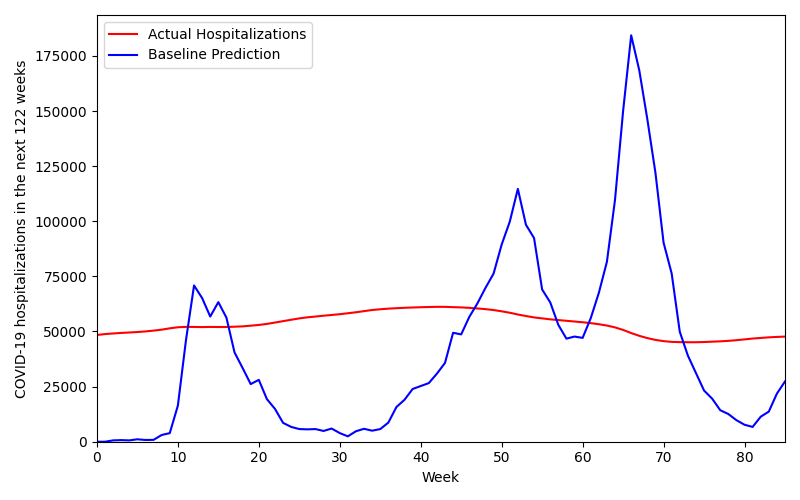 Actual Hospitalizations
Baseline Prediction
COVID-19 hospitalizations in the next 122 weeks
175000
150000
125000
100000
75000
50000
25000
0
0 10 20 30 40 50 60 70 80
Week